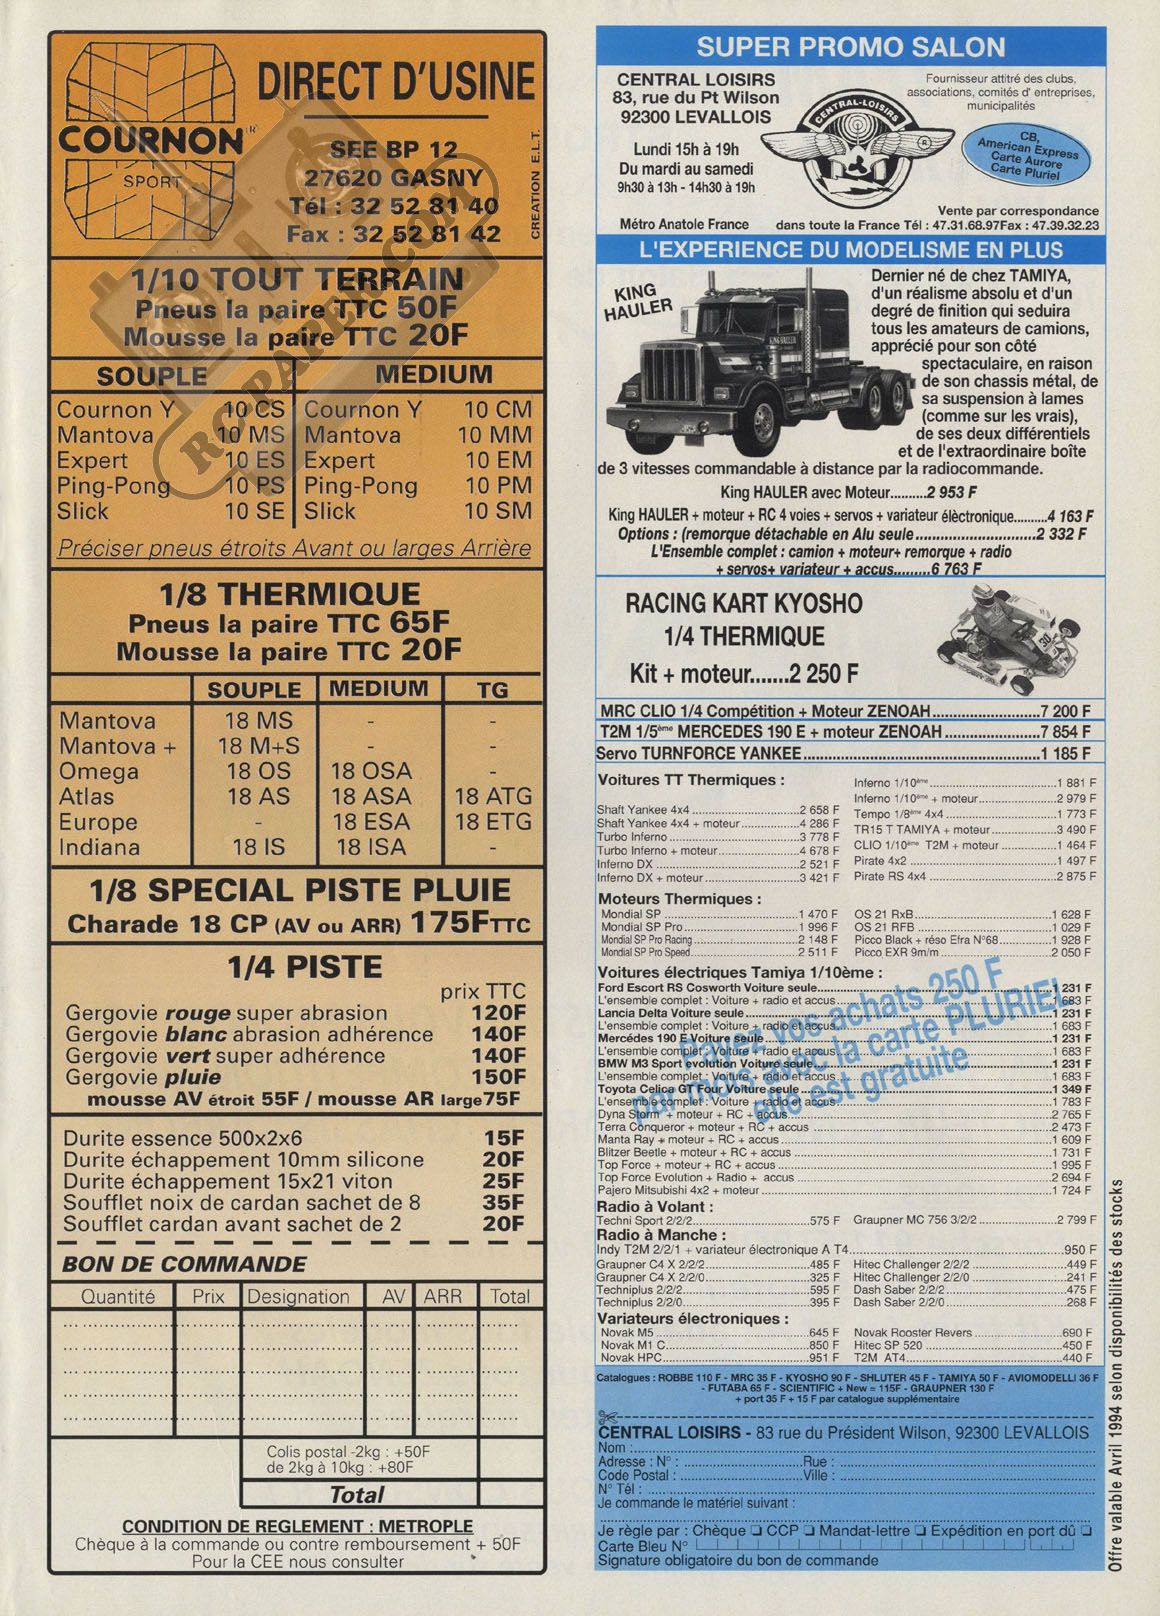 COURNON
SPORT
DIRECT D'USINE
SEE BP 12
27620 GASNY
Tél : 32 52 81 40
Fax : 32 52 81 42
CREATION E.L.T.
1/10 TOUT TERRAIN
Pneus la paire TTC 50F
Mousse la paire TTC 20F
SOUPLE MEDIUM
Cournon Y 10 CS Cournon Y 10 CM
Mantova 10 MS Mantova 10 MM
Expert 10 ES Expert 10 EM
Ping-Pong 10 PS Ping-Pong 10 PM
Slick 10 SE Slick 10 SM
Préciser pneus étroits Avant ou larges Arrière
1/8 THERMIQUE
Pneus la paire TTC 65F
Mousse la paire TTC 20F
SOUPLE MEDIUM TG
Mantova 18 MS - -
Mantova + 18 M+S - -
Omega 18 OS 18 OSA -
Atlas 18 AS 18 ASA 18 ATG
Europe - 18 ESA 18 ETG
Indiana 18 IS 18 ISA
1/8 SPECIAL PISTE PLUIE
Charade 18 CP (AV ou ARR) 175F TTC
1/4 PISTE
prix TTC
Gergovie rouge super abrasion 120F
Gergovie blanc abrasion adhérence 140F
Gergovie vert super adhérence 140F
Gergovie pluie 150F
mousse AV étroit 55F / mousse AR large 75F
Durite essence 500x2x6 15F
Durite échappement 10mm silicone 20F
Durite échappement 15x21 viton 25F
Soufflet noix de cardan sachet de 8 35F
Soufflet cardan avant sachet de 2 20F
BON DE COMMANDE
Quantité Prix Designation AV ARR Total
Colis postal -2kg : +50F
de 2kg à 10kg : +80F
Total
CONDITION DE REGLEMENT : METROPLE
Chèque à la commande ou contre remboursement + 50F
Pour la CEE nous consulter
RCPAPER.COM
SUPER PROMO SALON
CENTRAL LOISIRS
83, rue du Pt Wilson
92300 LEVALLOIS
Lundi 15h à 19h
Du mardi au samedi
9h30 à 13h - 14h30 à 19h
Métro Anatole France
CENTRAL-LOISIRS
Fournisseur attitré des clubs,
associations, comités d' entreprises,
municipalités
CB,
American Express
Carte Aurore
Carte Pluriel
Vente par correspondance
dans toute la France Tél : 47.31.68.97Fax : 47.39.32.23
L'EXPERIENCE DU MODELISME EN PLUS
KING
HAULER
Dernier né de chez TAMIYA,
d'un réalisme absolu et d'un
degré de finition qui seduira
tous les amateurs de camions,
apprécié pour son côté
spectaculaire, en raison
de son chassis métal, de
sa suspension à lames
(comme sur les vrais),
de ses deux différentiels
et de l'extraordinaire boîte
de 3 vitesses commandable à distance par la radiocommande.
King HAULER avec Moteur..........2 953 F
King HAULER + moteur + RC 4 voies + servos + variateur élèctronique..........4 163 F
Options : (remorque détachable en Alu seule..............................2 332 F
L'Ensemble complet : camion + moteur+ remorque + radio
+ servos+ variateur + accus.........6 763 F
RACING KART KYOSHO
1/4 THERMIQUE
Kit + moteur.......2 250 F
MRC CLIO 1/4 Compétition + Moteur ZENOAH..........7 200 F
T2M 1/5ème MERCEDES 190 E + moteur ZENOAH..........7 854 F
Servo TURNFORCE YANKEE..........1 185 F
Voitures TT Thermiques :
Shaft Yankee 4x4..........2 658 F
Shaft Yankee 4x4 + moteur..........4 286 F
Turbo Inferno..........3 778 F
Turbo Inferno + moteur..........4 678 F
Inferno DX..........2 521 F
Inferno DX + moteur..........3 421 F
Inferno 1/10ème..........1 881 F
Inferno 1/10ème + moteur..........2 979 F
Tempo 1/8ème 4x4..........1 773 F
TR15 T TAMIYA + moteur..........3 490 F
CLIO 1/10ème T2M + moteur..........1 464 F
Pirate 4x2..........1 497 F
Pirate RS 4x4..........2 875 F
Moteurs Thermiques :
Mondial SP..........1 470 F
Mondial SP Pro..........1 996 F
Mondial SP Pro Racing..........2 148 F
Mondial SP Pro Speed..........2 511 F
OS 21 RxB..........1 628 F
OS 21 RFB..........1 029 F
Picco Black + réso Efra N°68..........1 928 F
Picco EXR 9m/m..........2 050 F
Voitures électriques Tamiya 1/10ème :
Ford Escort RS Cosworth Voiture seule..........1 231 F
L'ensemble complet : Voiture + radio et accus..........1 683 F
Lancia Delta Voiture seule..........1 231 F
L'ensemble complet : Voiture + radio et accus..........1 683 F
Mercédes 190 E Voiture seule..........1 231 F
L'ensemble complet : Voiture + radio et accus..........1 683 F
BMW M3 Sport Evolution Voiture seule..........1 231 F
L'ensemble complet : Voiture + radio et accus..........1 683 F
Toyota Celica GT Four Voiture seule..........1 349 F
L'ensemble complet : Voiture + radio et accus..........1 783 F
Dyna Storm + moteur + RC + accus..........2 765 F
Terra Conqueror + moteur + RC + accus..........2 473 F
Manta Ray + moteur + RC + accus..........1 609 F
Blitzer Beetle + moteur + RC + accus..........1 731 F
Top Force + moteur + RC + accus..........1 995 F
Top Force Evolution + Radio + accus..........2 694 F
Pajero Mitsubishi 4x2 + moteur..........1 724 F
Payez vos achats 250 F
par mois avec la carte PLURIEL
elle est gratuite
Radio à Volant :
Techni Sport 2/2/2..........575 F Graupner MC 756 3/2/2..........2 799 F
Radio à Manche :
Indy T2M 2/2/1 + variateur électronique A T4..........950 F
Graupner C4 X 2/2/2..........485 F Hitec Challenger 2/2/2..........449 F
Graupner C4 X 2/2/0..........325 F Hitec Challenger 2/2/0..........241 F
Techniplus 2/2/2..........595 F Dash Saber 2/2/2..........475 F
Techniplus 2/2/0..........395 F Dash Saber 2/2/0..........268 F
Variateurs électroniques :
Novak M5..........645 F Novak Rooster Revers..........690 F
Novak M1 C..........850 F Hitec SP 520..........450 F
Novak HPC..........951 F T2M AT4..........440 F
Catalogues : ROBBE 110 F - MRC 35 F - KYOSHO 90 F - SHLUTER 45 F - TAMIYA 50 F - AVIOMODELLI 36 F
- FUTABA 65 F - SCIENTIFIC + New = 115F - GRAUPNER 130 F
+ port 35 F + 15 F par catalogue supplémentaire
CENTRAL LOISIRS - 83 rue du Président Wilson, 92300 LEVALLOIS
Nom :
Adresse : N° : Rue :
Code Postal : Ville :
N° Tél :
Je commande le matériel suivant :
Je règle par : Chèque ❏ CCP ❏ Mandat-lettre ❏ Expédition en port dû ❏
Carte Bleu N°
Signature obligatoire du bon de commande
Offre valable Avril 1994 selon disponibilités des stocks